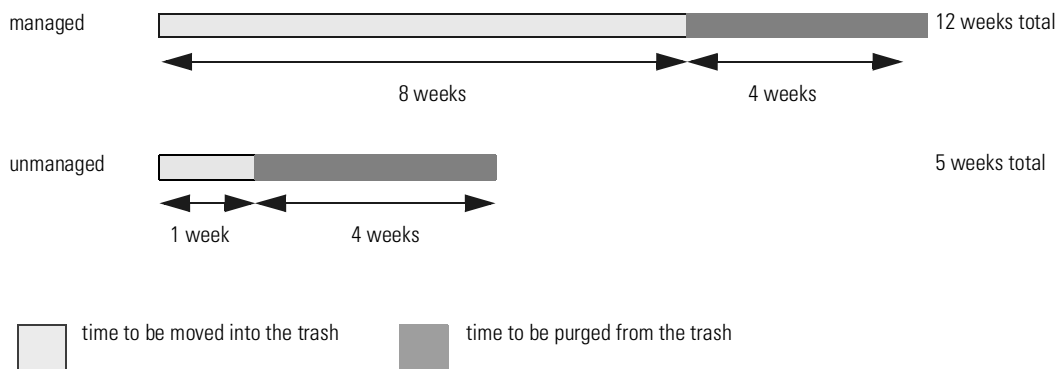 managed
12 weeks total
8 weeks
4 weeks
unmanaged
5 weeks total
1 week
4 weeks
time to be moved into the trash
time to be purged from the trash